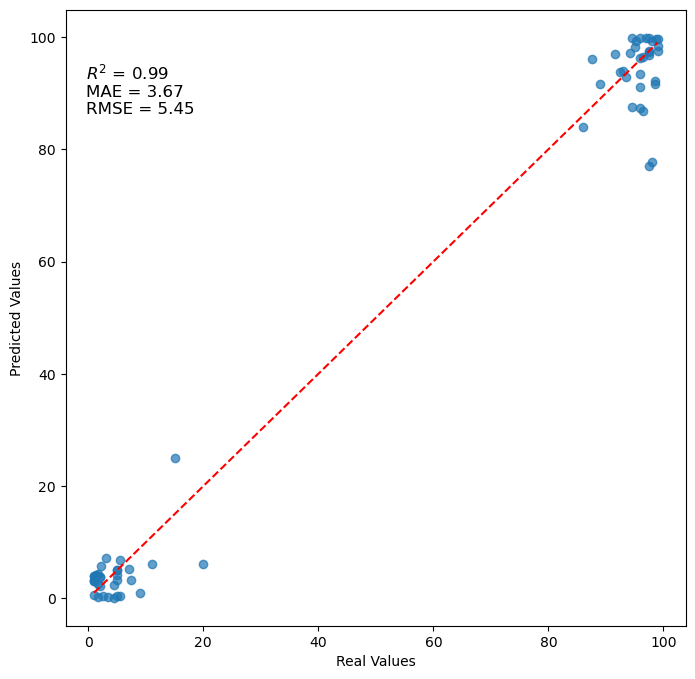 100
80
60
40
20
0
Predicted Values
R² = 0.99
MAE = 3.67
RMSE = 5.45
0 20 40 60 80 100
Real Values